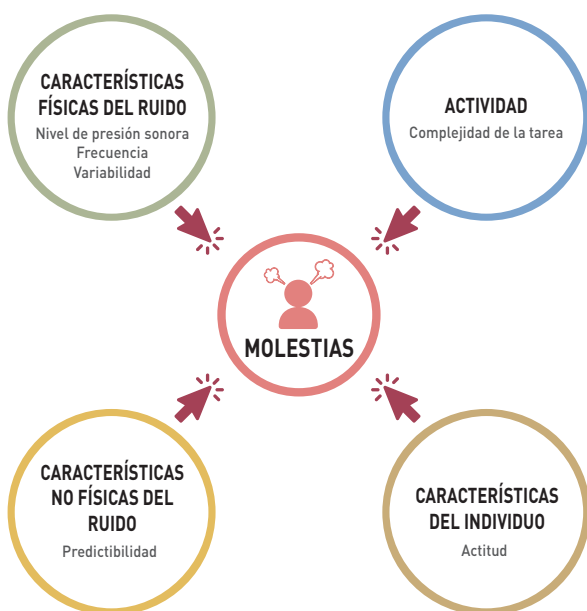 CARACTERÍSTICAS
FÍSICAS DEL RUIDO
Nivel de presión sonora
Frecuencia
Variabilidad
ACTIVIDAD
Complejidad de la tarea
MOLESTIAS
CARACTERÍSTICAS
NO FÍSICAS DEL
RUIDO
Predictibilidad
CARACTERÍSTICAS
DEL INDIVIDUO
Actitud